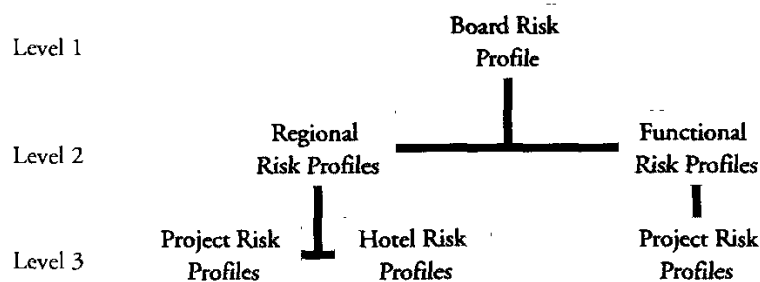 Level 1
Board Risk
Profile
Level 2
Regional
Risk Profiles
Functional
Risk Profiles
Level 3
Project Risk
Profiles
Hotel Risk
Profiles
Project Risk
Profiles